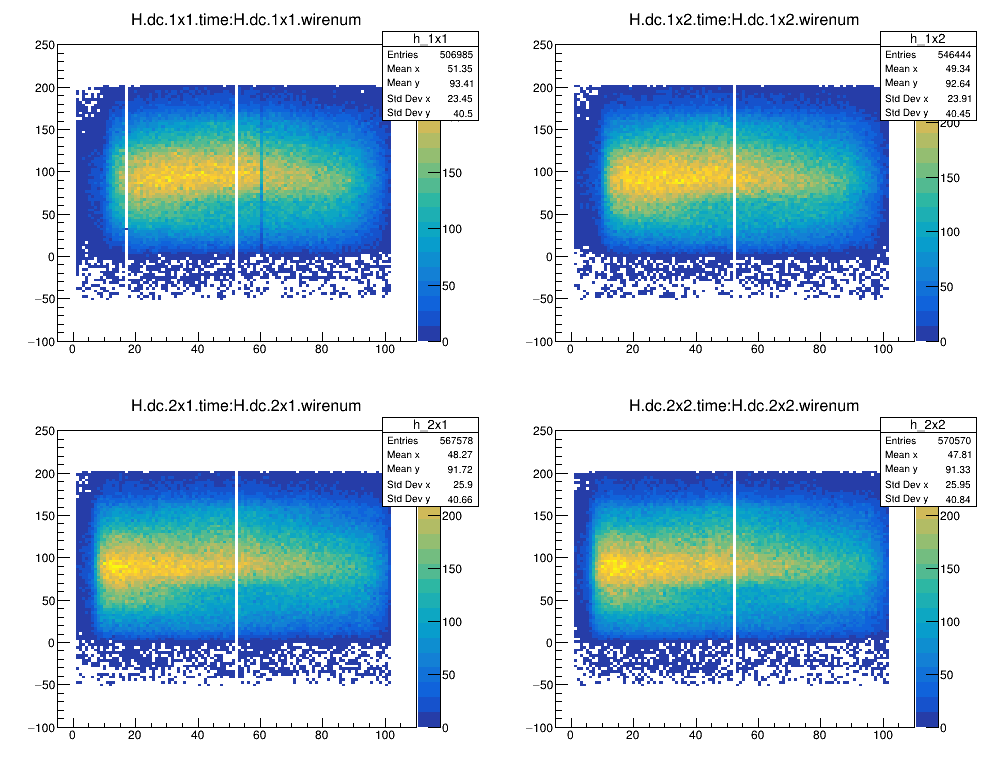 H.dc.1x1.time:H.dc.1x1.wirenum
h_1x1
Entries 506985
Mean x 51.35
Mean y 93.41
Std Dev x 23.45
Std Dev y 40.5
250
200
150
100
50
0
−50
−100
0 20 40 60 80 100
150
100
50
0
H.dc.1x2.time:H.dc.1x2.wirenum
h_1x2
Entries 546444
Mean x 49.34
Mean y 92.64
Std Dev x 23.91
Std Dev y 40.45
250
200
150
100
50
0
−50
−100
0 20 40 60 80 100
200
150
100
50
0
H.dc.2x1.time:H.dc.2x1.wirenum
h_2x1
Entries 567578
Mean x 48.27
Mean y 91.72
Std Dev x 25.9
Std Dev y 40.66
250
200
150
100
50
0
−50
−100
0 20 40 60 80 100
200
150
100
50
0
H.dc.2x2.time:H.dc.2x2.wirenum
h_2x2
Entries 570570
Mean x 47.81
Mean y 91.33
Std Dev x 25.95
Std Dev y 40.84
250
200
150
100
50
0
−50
−100
0 20 40 60 80 100
200
150
100
50
0